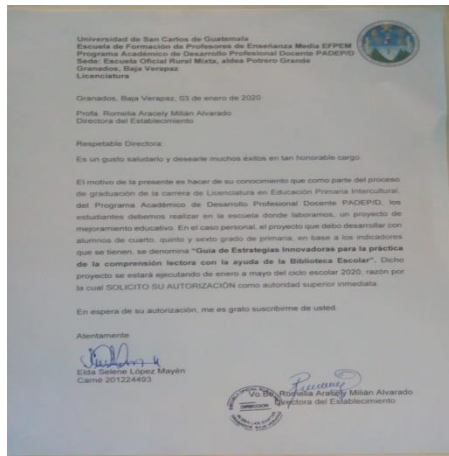 Universidad de San Carlos de Guatemala
Escuela de Formación de Profesores de Enseñanza Media EFPEM
Programa Académico de Desarrollo Profesional Docente PADEP/D
Sede: Escuela Oficial Rural Mixta, aldea Potrero Grande
Granados, Baja Verapaz
Licenciatura
Granados, Baja Verapaz, 03 de enero de 2020
Profa. Romelia Aracely Milián Alvarado
Directora del Establecimiento
Respetable Directora:
Es un gusto saludarlo y desearle muchos éxitos en tan honorable cargo.
El motivo de la presente es hacer de su conocimiento que como parte del proceso
de graduación de la carrera de Licenciatura en Educación Primaria Intercultural,
del Programa Académico de Desarrollo Profesional Docente PADEP/D, los
estudiantes debemos realizar en la escuela donde laboramos, un proyecto de
mejoramiento educativo. En el caso personal, el proyecto que debo desarrollar con
alumnos de cuarto, quinto y sexto grado de primaria, en base a los indicadores
que se tienen, se denomina "Guía de Estrategias Innovadoras para la práctica
de la comprensión lectora con la ayuda de la Biblioteca Escolar". Dicho
proyecto se estará ejecutando de enero a mayo del ciclo escolar 2020, razón por
la cual SOLICITO SU AUTORIZACIÓN como autoridad superior inmediata.
En espera de su autorización, me es grato suscribirme de usted.
Atentamente
Elda Selene López Mayén
Carné 201224493
Vo.Bo. Romelia Aracely Milián Alvarado
Directora del Establecimiento
DIRECCION